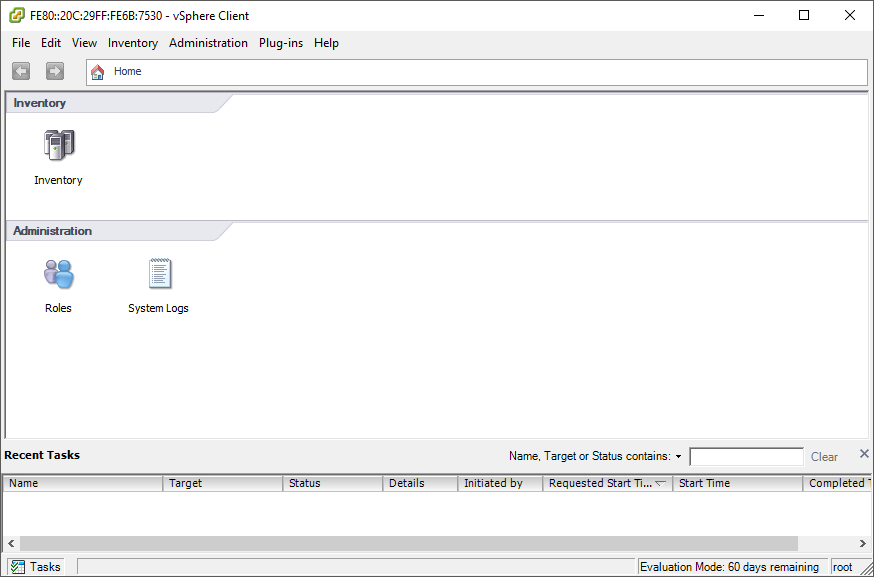 FE80::20C:29FF:FE6B:7530 - vSphere Client
File Edit View Inventory Administration Plug-ins Help
Home
Inventory
Inventory
Administration
Roles System Logs
Recent Tasks Name, Target or Status contains: Clear
Name Target Status Details Initiated by Requested Start Ti... Start Time Completed T
Tasks Evaluation Mode: 60 days remaining root